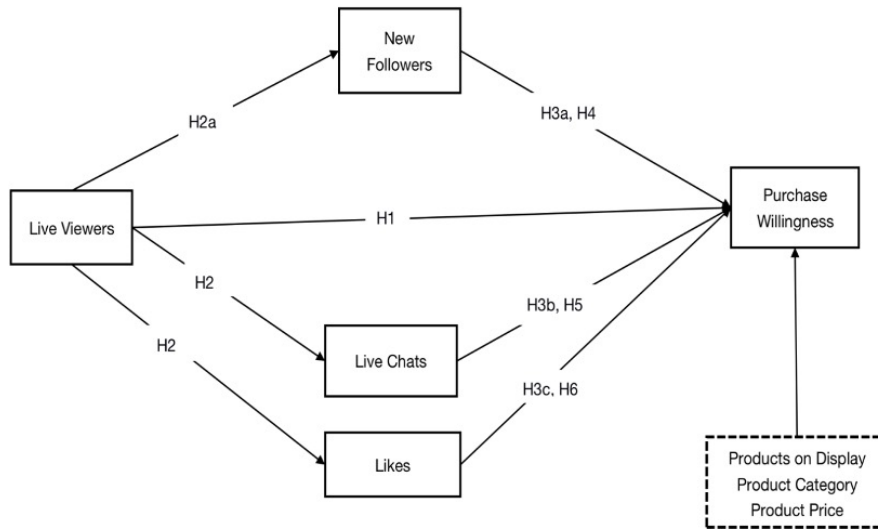 New
Followers
H2a
H3a, H4
Live Viewers
H1
Purchase
Willingness
H2
H3b, H5
H2
Live Chats
H3c, H6
Likes
Products on Display
Product Category
Product Price